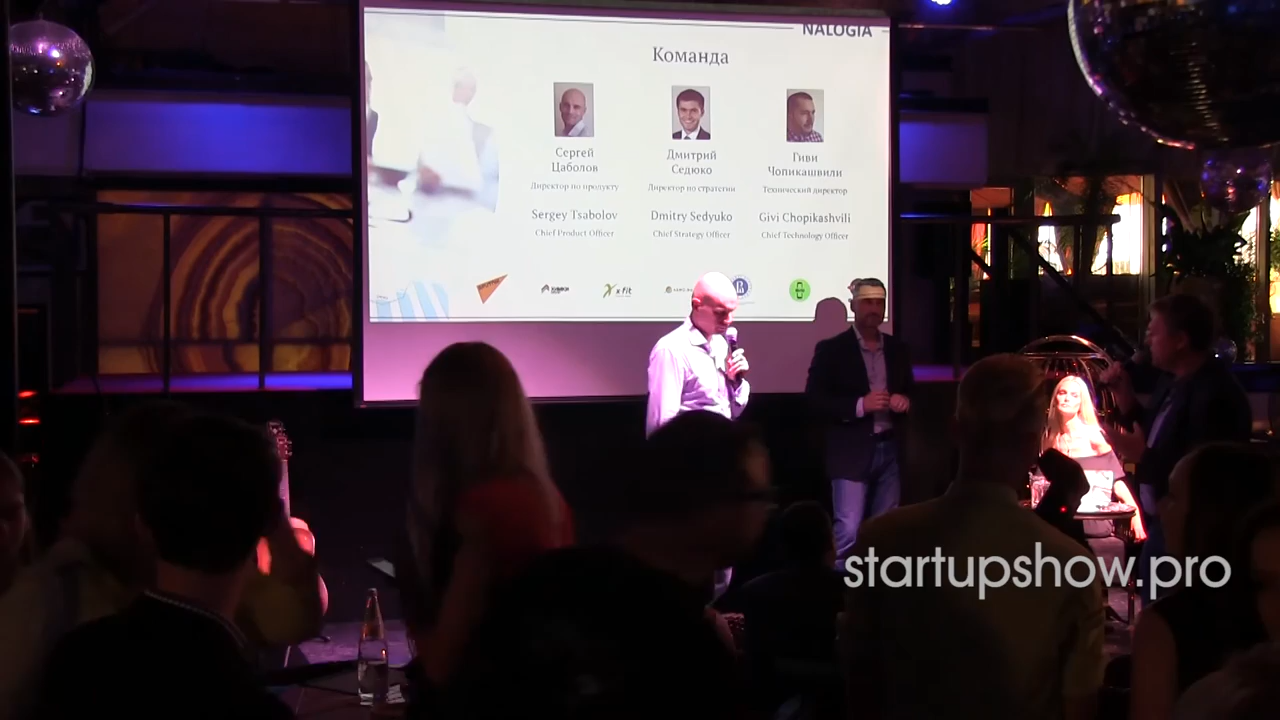 NALOGIA
Команда
Сергей
Цаболов
Директор по продукту
Sergey Tsabolov
Chief Product Officer
Дмитрий
Седюко
Директор по стратегии
Dmitry Sedyuko
Chief Strategy Officer
Гиви
Чопикашвили
Технический директор
Givi Chopikashvili
Chief Technology Officer
x fit
startupshow.pro